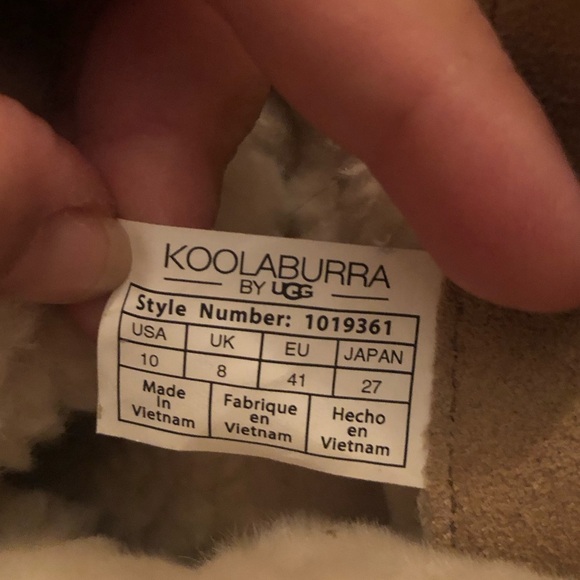 KOOLABURRA
BY UGG
Style Number: 1019361
USA UK EU JAPAN
10 8 41 27
Made in Vietnam Fabrique en Vietnam Hecho en Vietnam